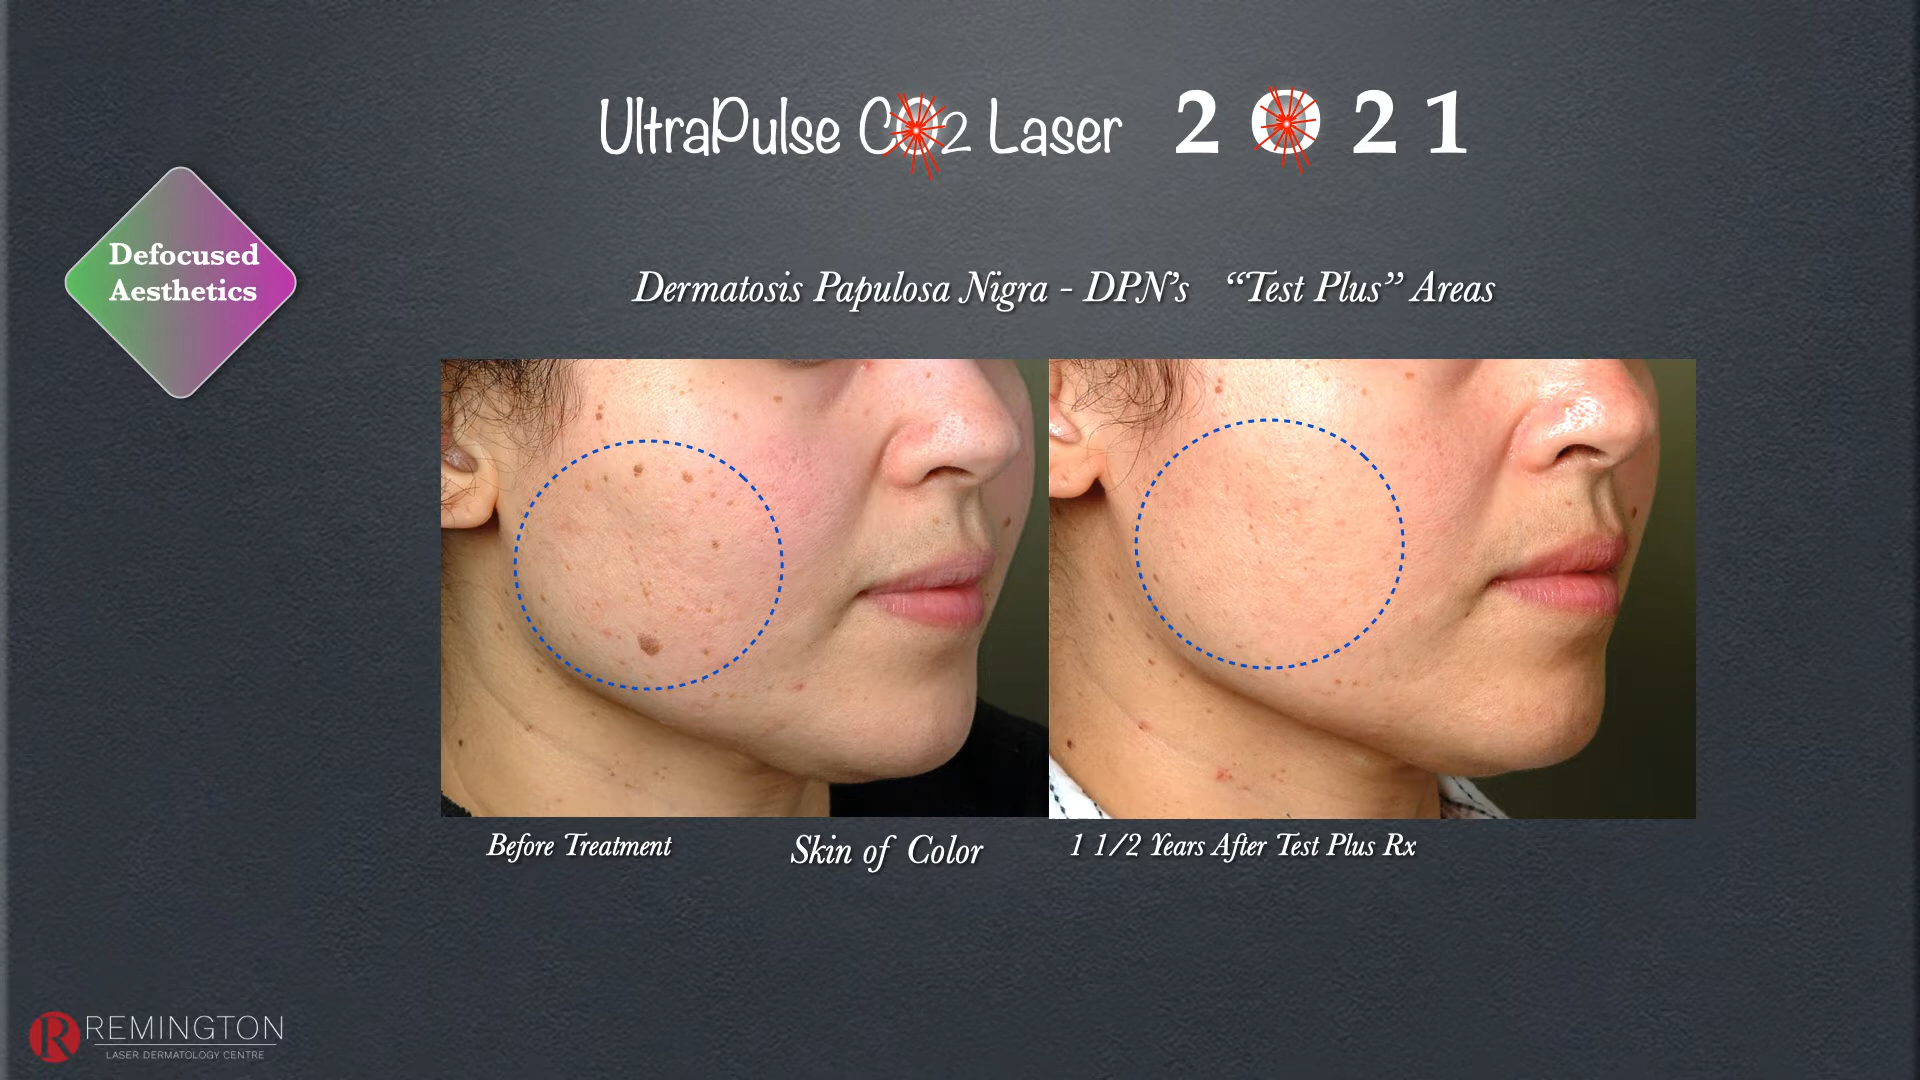 UltraPulse CO2 Laser 2021
Defocused
Aesthetics
Dermatosis Papulosa Nigra - DPN's “Test Pl” Areas
Before Treatment
Skin of Color
1 1/2 Years After Test Plus Rx
R REMINGTON
LASER DERMATOLOGY CENTRE